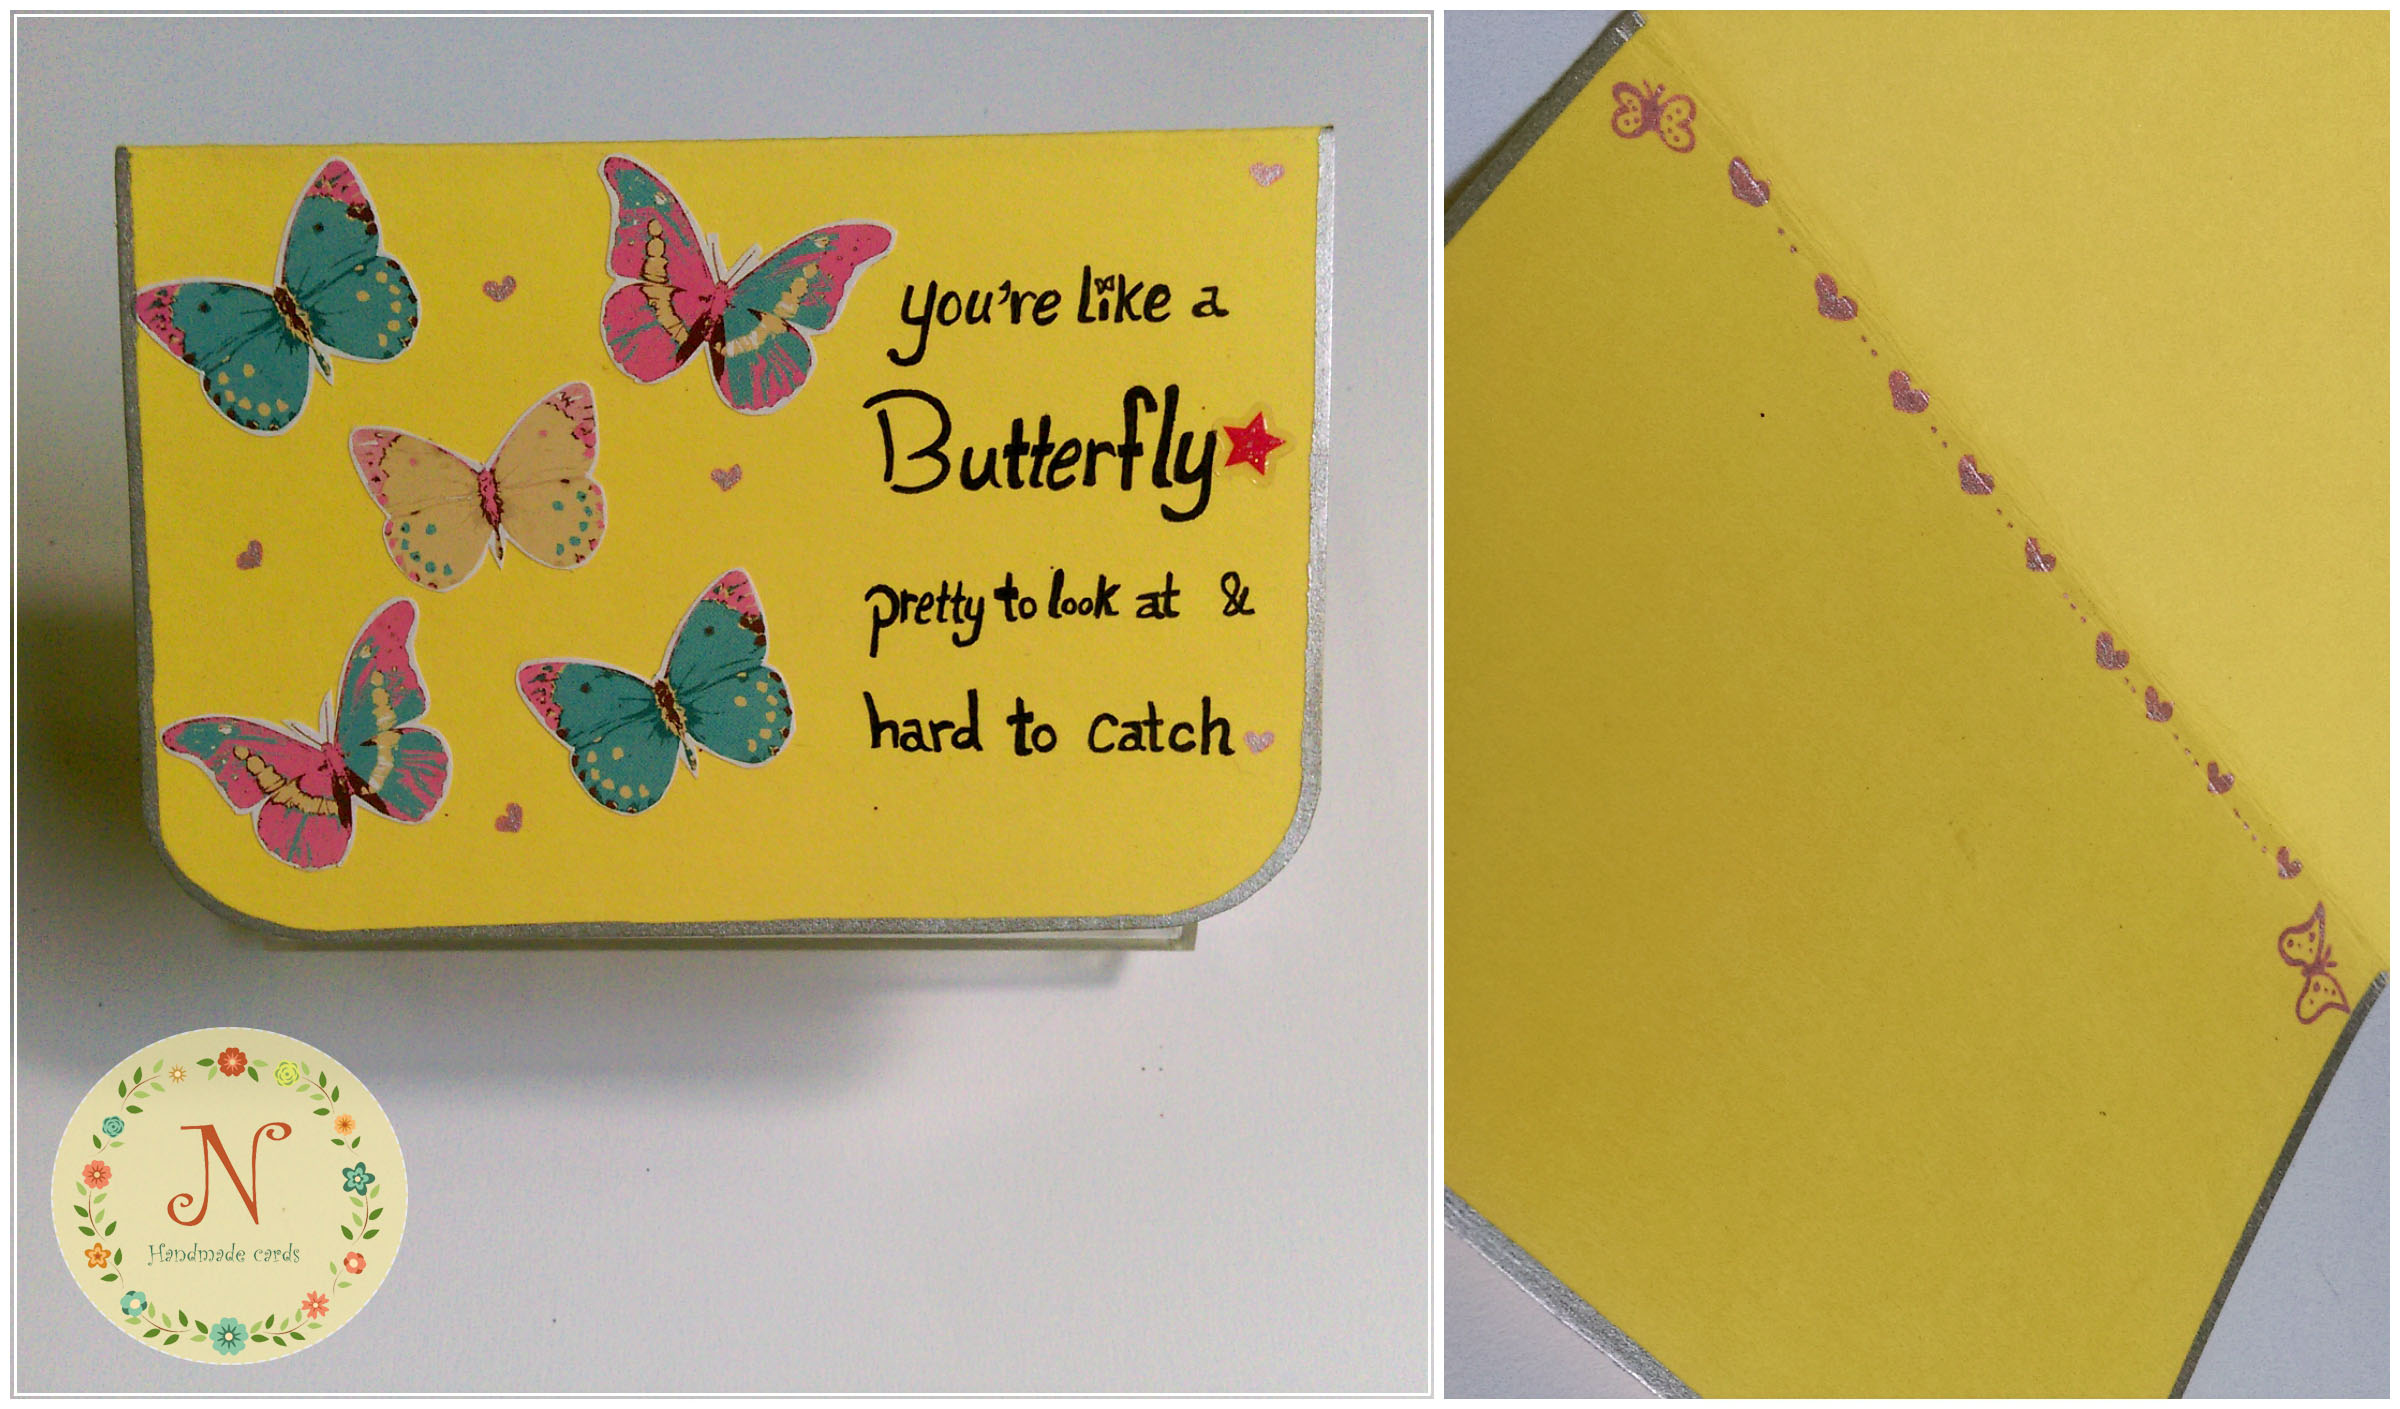 you're like a
Butterfly
pretty to look at &
hard to catch
N
Handmade cards